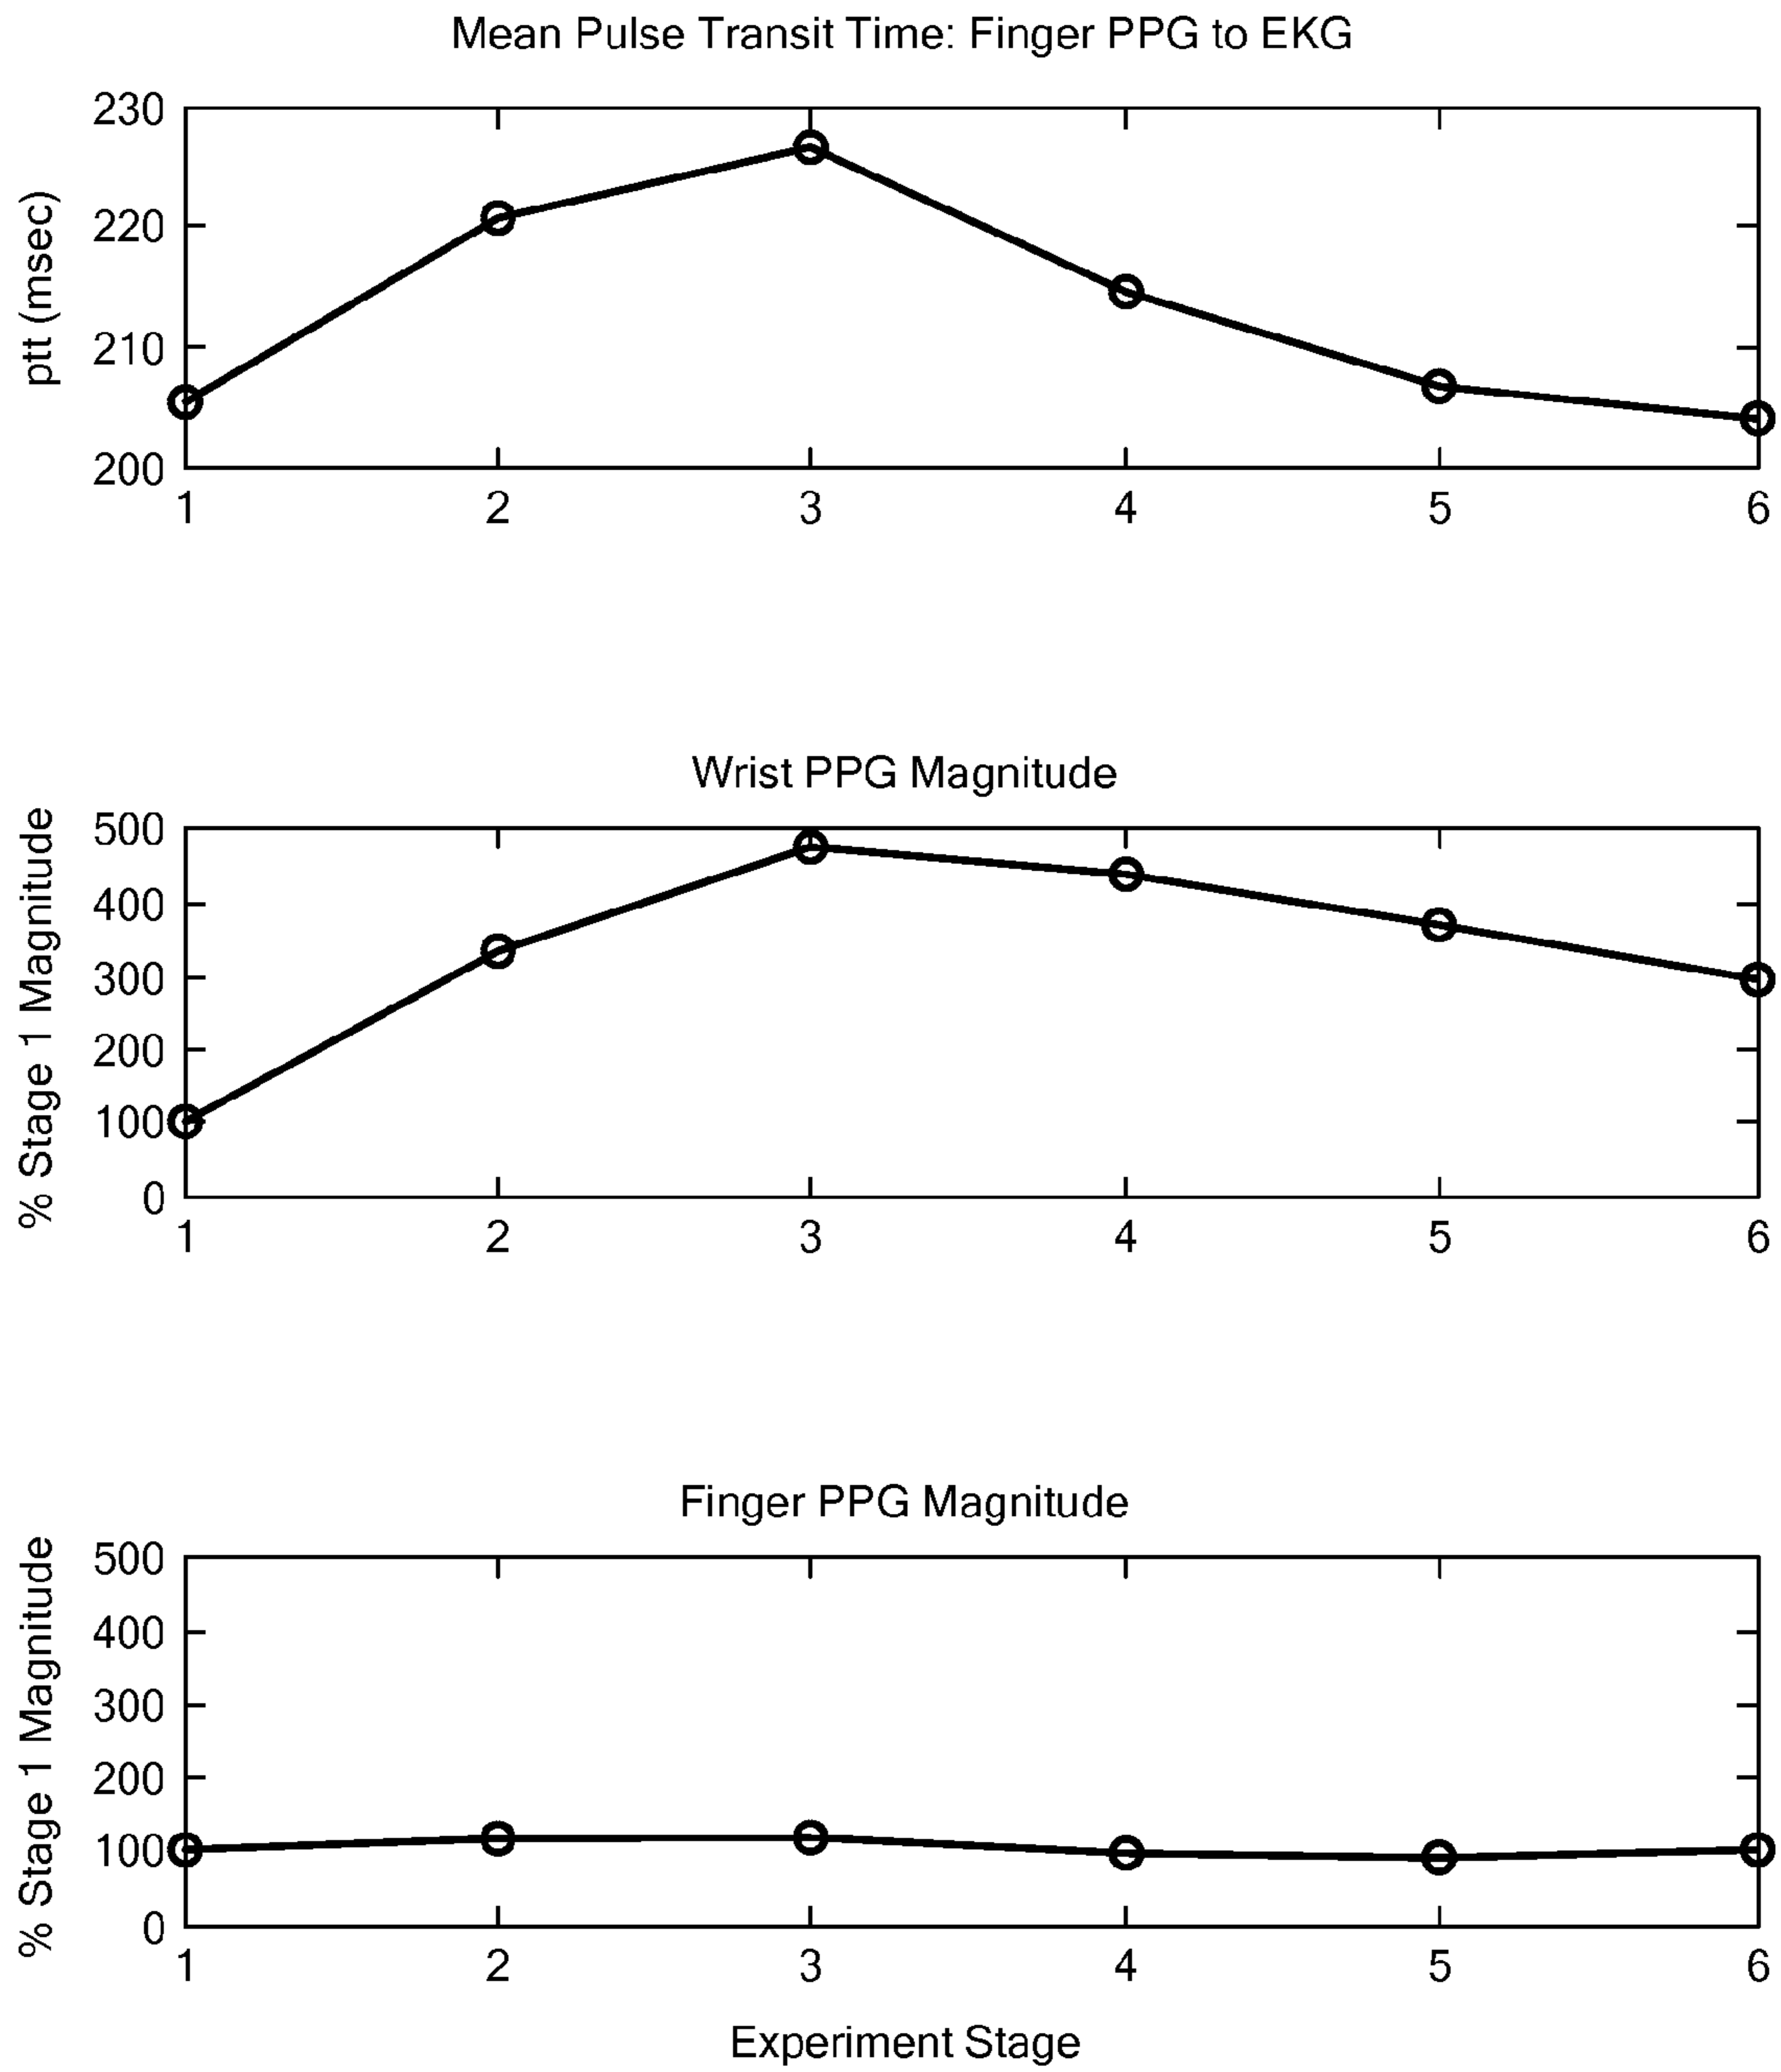 Mean Pulse Transit Time: Finger PPG to EKG
ptt (msec)
230
220
210
200
1 2 3 4 5 6
Wrist PPG Magnitude
% Stage 1 Magnitude
500
400
300
200
100
0
1 2 3 4 5 6
Finger PPG Magnitude
% Stage 1 Magnitude
500
400
300
200
100
0
1 2 3 4 5 6
Experiment Stage